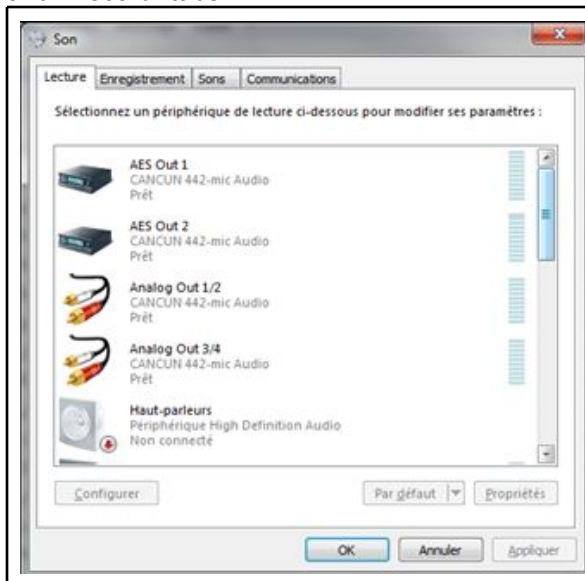 Son
Lecture Enregistrement Sons Communications
Sélectionnez un périphérique de lecture ci-dessous pour modifier ses paramètres :
AES Out 1
CANCUN 442-mic Audio
Prêt
AES Out 2
CANCUN 442-mic Audio
Prêt
Analog Out 1/2
CANCUN 442-mic Audio
Prêt
Analog Out 3/4
CANCUN 442-mic Audio
Prêt
Haut-parleurs
Périphérique High Definition Audio
Non connecté
Configurer Par défaut Propriétés
OK Annuler Appliquer